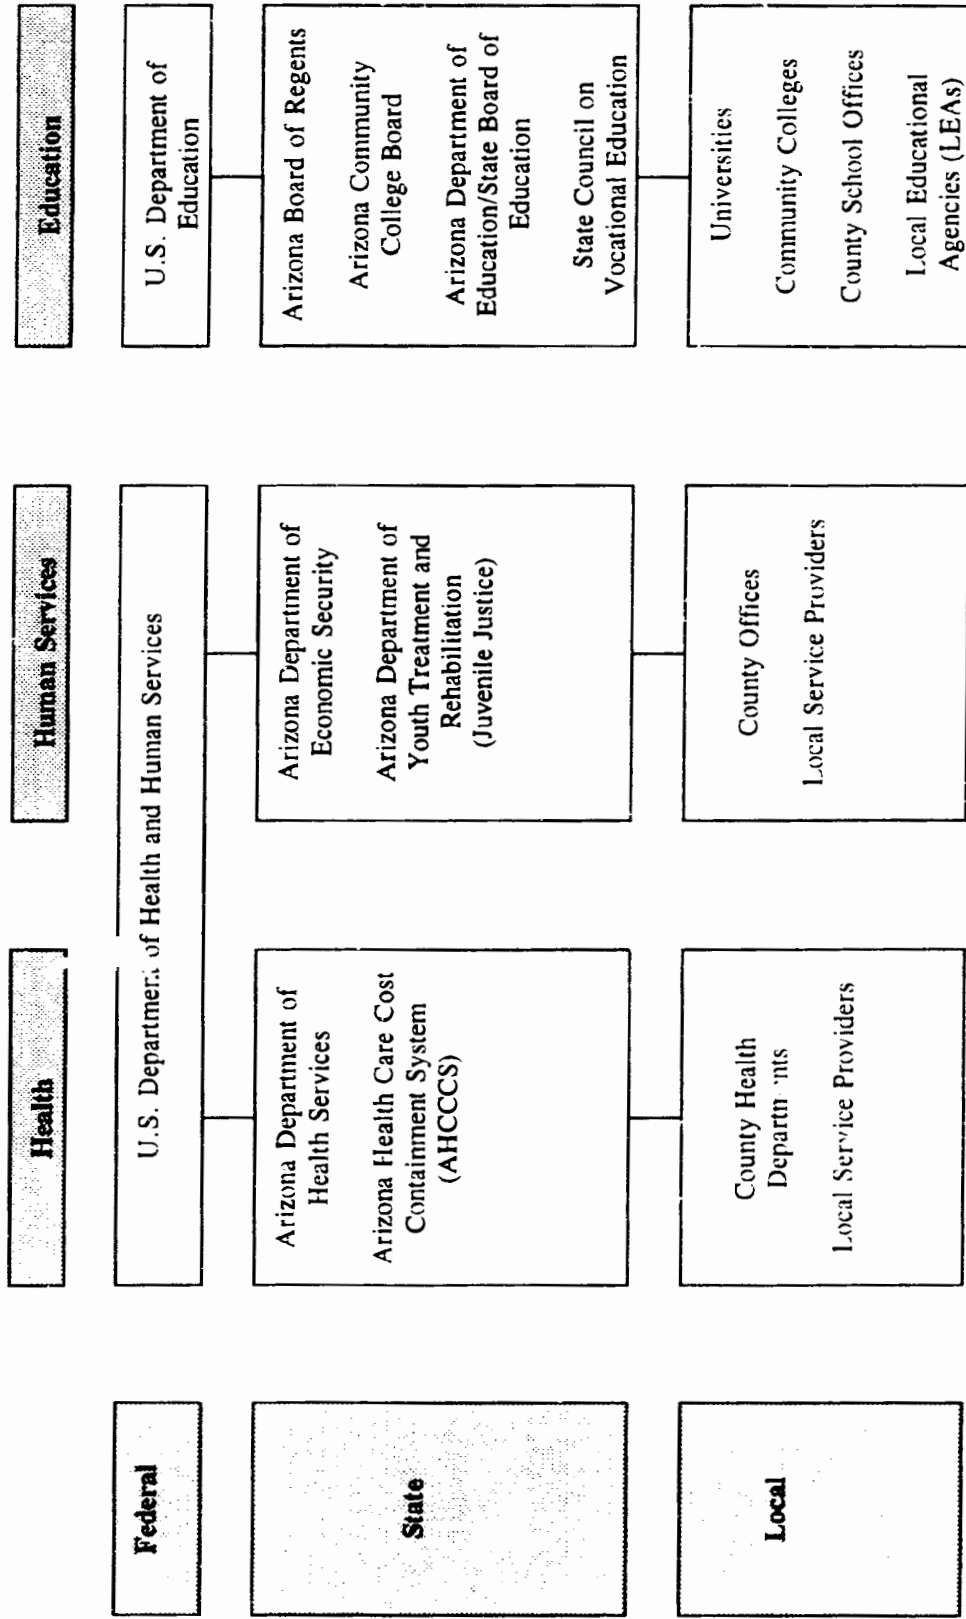 Health
Human Services
Education
Federal
U.S. Department of Health and Human Services
U.S. Department of
Education
State
Arizona Department of
Health Services
Arizona Health Care Cost
Containment System
(AHCCCS)
Arizona Department of
Economic Security
Arizona Department of
Youth Treatment and
Rehabilitation
(Juvenile Justice)
Arizona Board of Regents
Arizona Community
College Board
Arizona Department of
Education/State Board of
Education
State Council on
Vocational Education
Local
County Health
Departments
Local Service Providers
County Offices
Local Service Providers
Universities
Community Colleges
County School Offices
Local Educational
Agencies (LEAs)